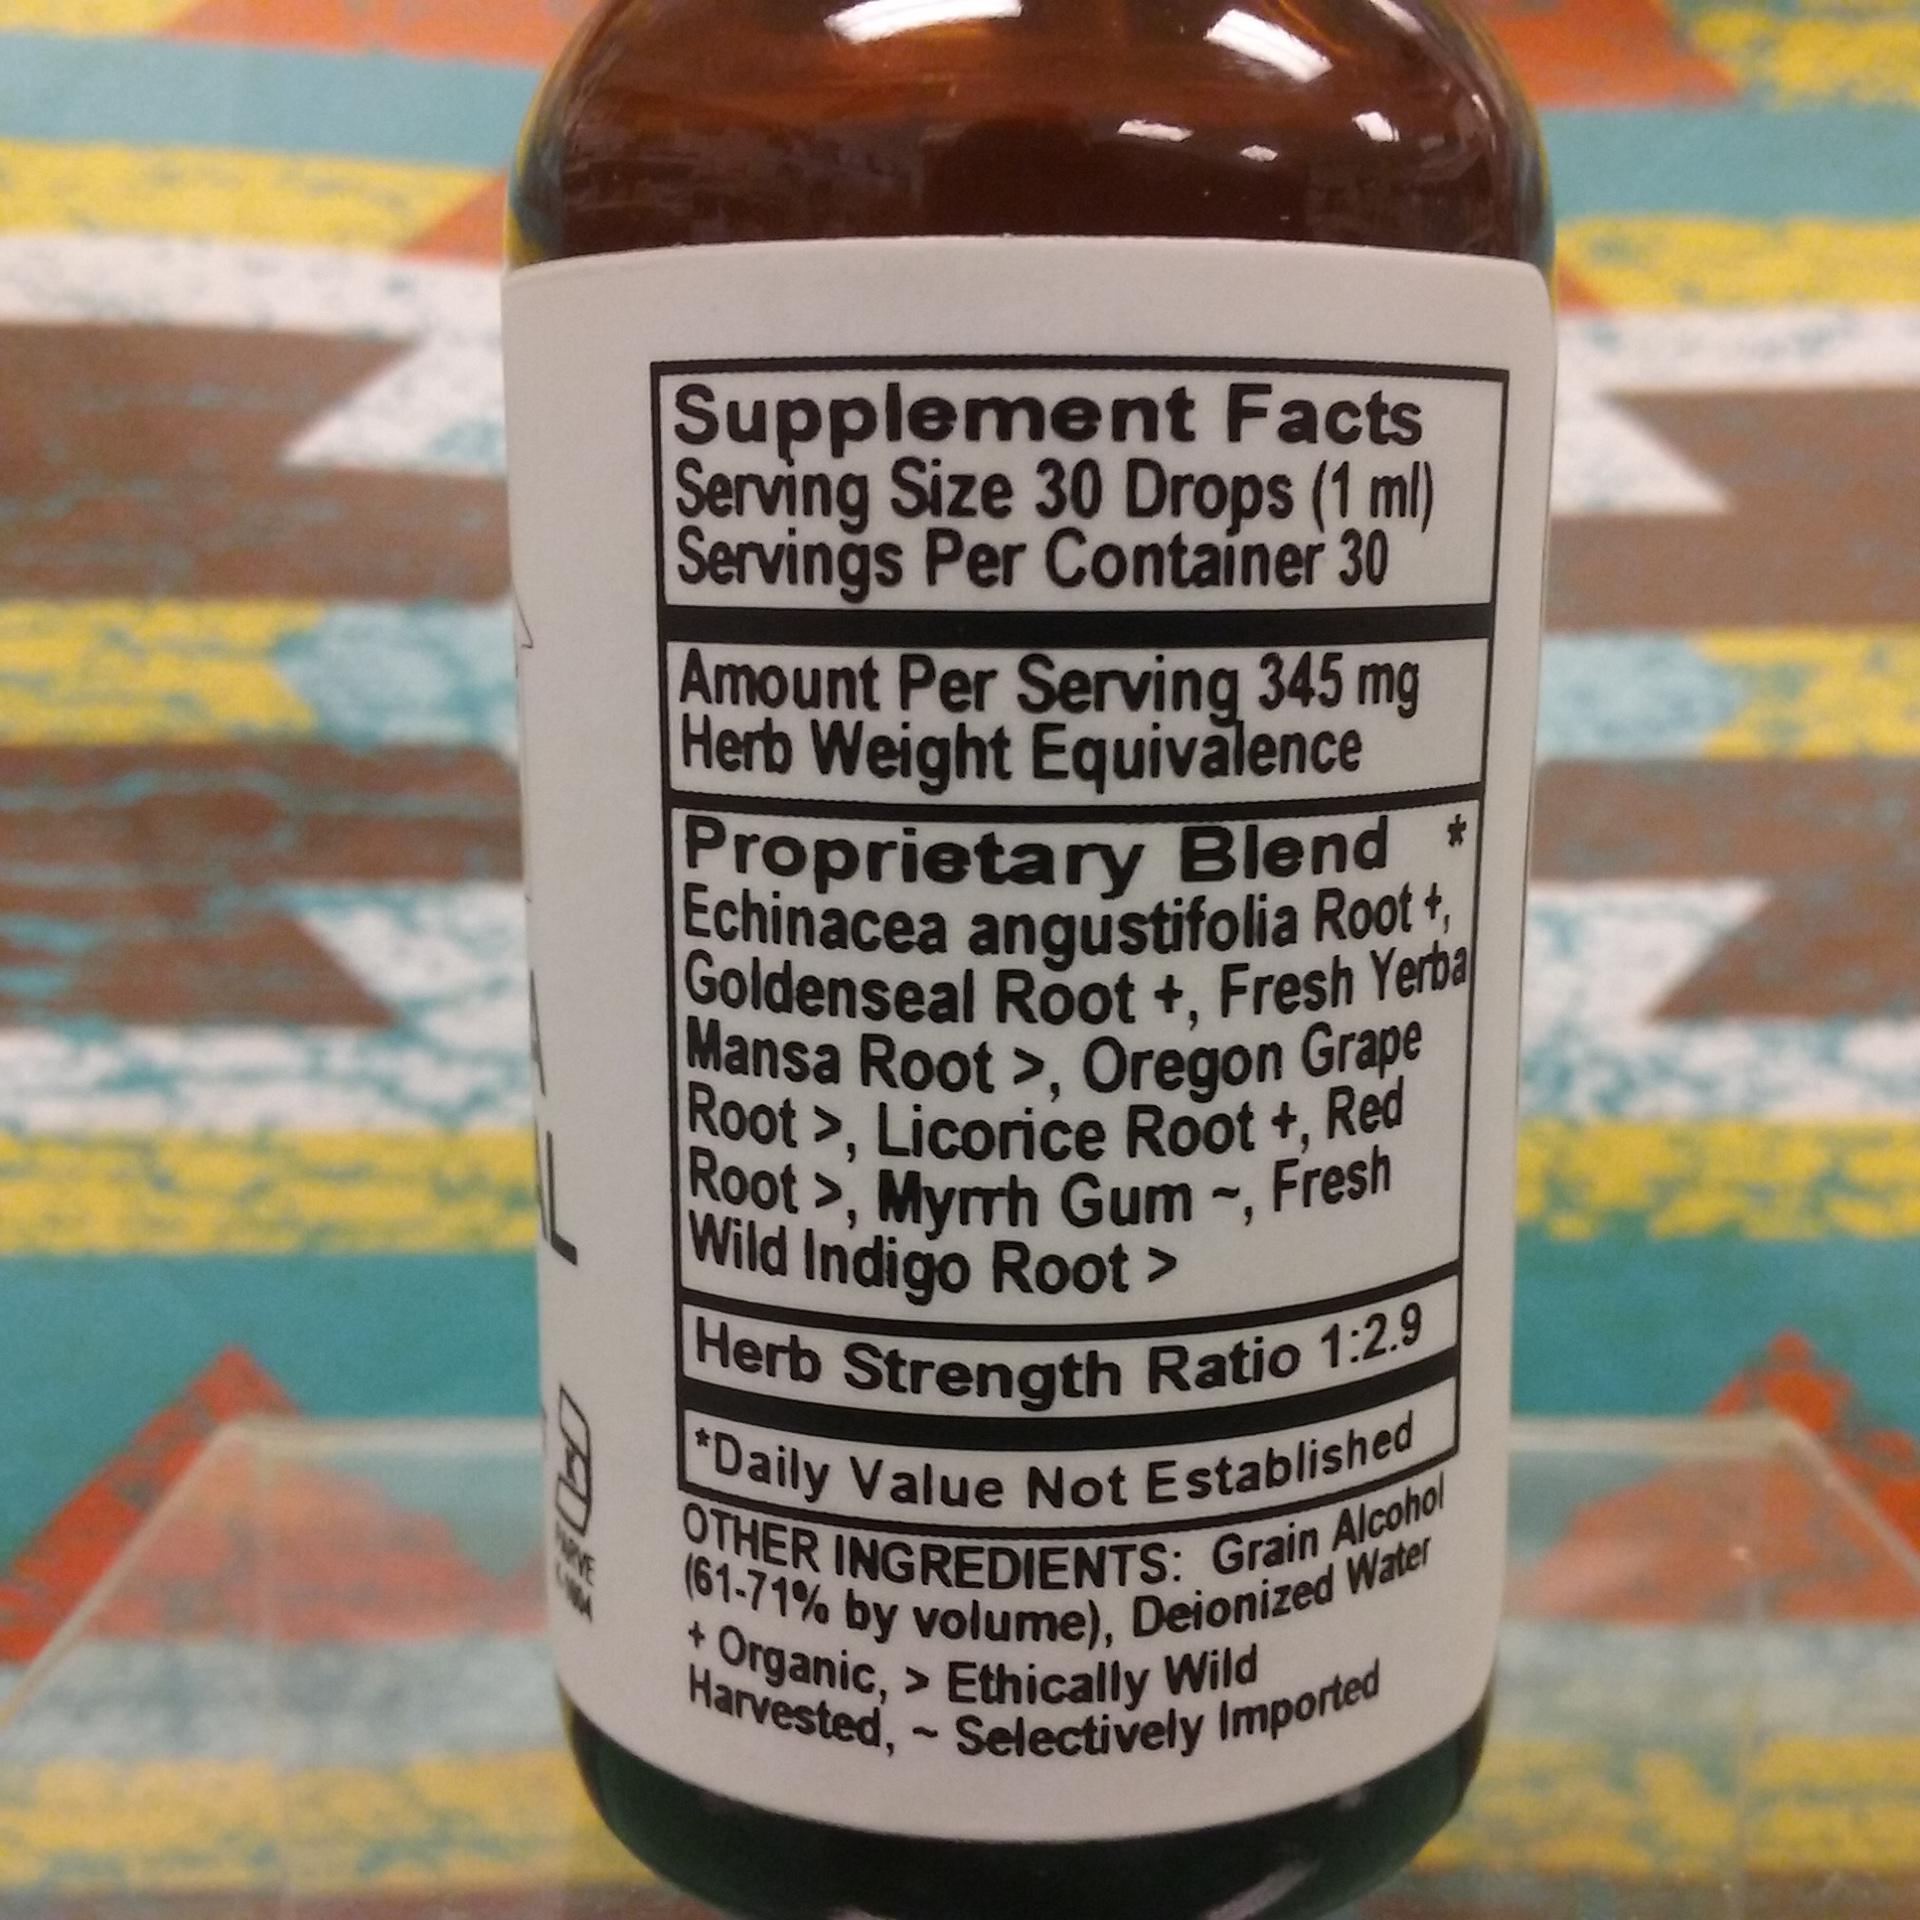 Supplement Facts
Serving Size 30 Drops (1 ml)
Servings Per Container 30
Amount Per Serving 345 mg
Herb Weight Equivalence
Proprietary Blend *
Echinacea angustifolia Root +,
Goldenseal Root +, Fresh Yerba
Mansa Root >, Oregon Grape
Root >, Licorice Root +, Red
Root >, Myrrh Gum ~, Fresh
Wild Indigo Root >
Herb Strength Ratio 1:2.9
*Daily Value Not Established
OTHER INGREDIENTS: Grain Alcohol
(61-71% by volume), Deionized Water
+ Organic, > Ethically Wild
Harvested, ~ Selectively Imported